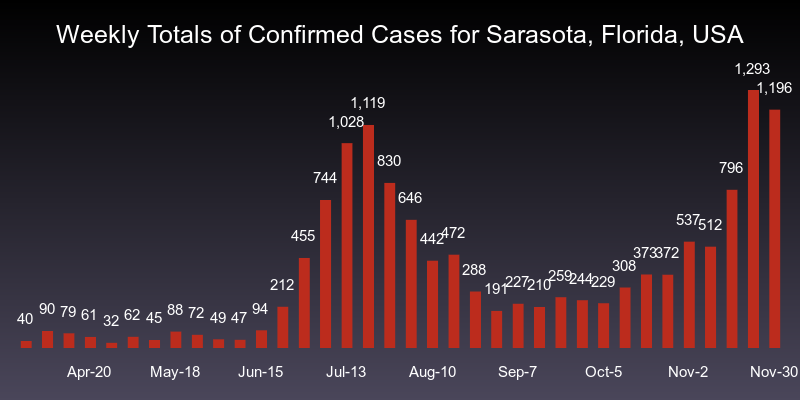 Weekly Totals of Confirmed Cases for Sarasota, Florida, USA
40 90 79 61 32 62 45 88 72 49 47 94 212 455 744 1,028 1,119 830 646 442 472 288 191 227 210 259 244 229 308 373 372 537 512 796 1,293 1,196
Apr-20 May-18 Jun-15 Jul-13 Aug-10 Sep-7 Oct-5 Nov-2 Nov-30